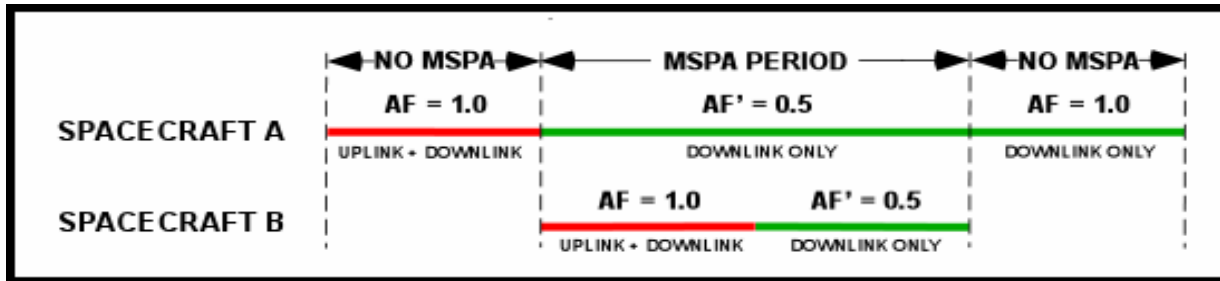 NO MSPA MSPA PERIOD NO MSPA
AF = 1.0 AF' = 0.5 AF = 1.0
SPACECRAFT A
UPLINK + DOWNLINK DOWNLINK ONLY DOWNLINK ONLY
AF = 1.0 AF' = 0.5
SPACECRAFT B
UPLINK + DOWNLINK DOWNLINK ONLY